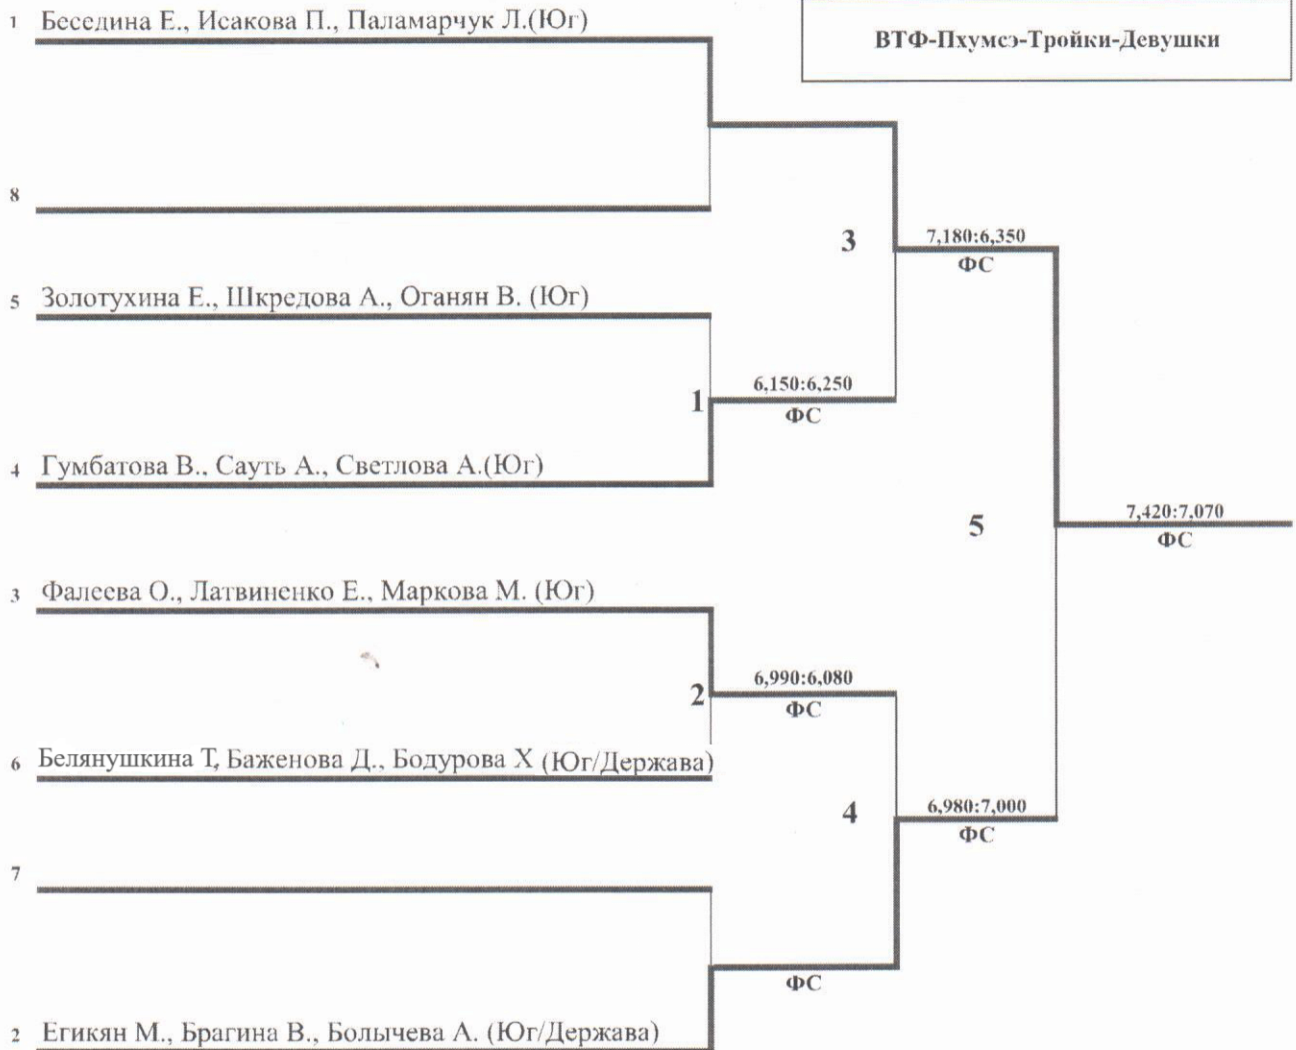 1 Беседина Е., Исакова П., Паламарчук Л.(Юг)
ВТФ-Пхумсэ-Тройки-Девушки
8
3
7,180:6,350
ФС
5 Золотухина Е., Шкредова А., Оганян В. (Юг)
1
6,150:6,250
ФС
4 Гумбатова В., Сауть А., Светлова А.(Юг)
5
7,420:7,070
ФС
3 Фалеева О., Латвиненко Е., Маркова М. (Юг)
2
6,990:6,080
ФС
6 Белянушкина Т, Баженова Д., Бодурова Х (Юг/Держава)
4
6,980:7,000
ФС
7
ФС
2 Егикян М., Брагина В., Болычева А. (Юг/Держава)